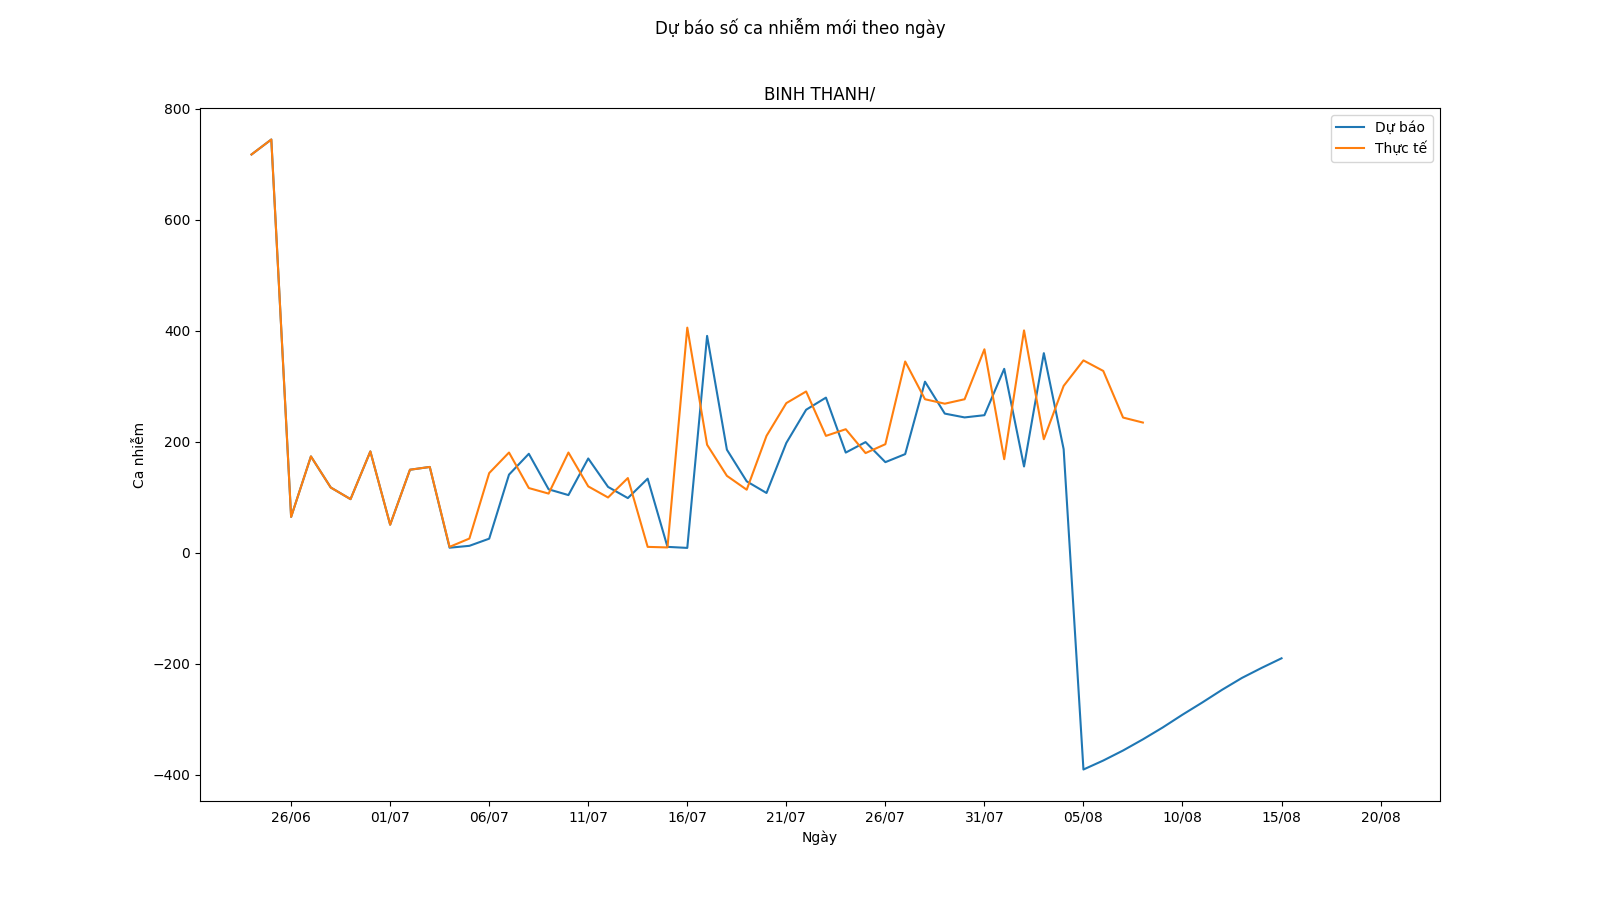 Dự báo số ca nhiễm mới theo ngày
BINH THANH/
Dự báo
Thực tế
800
600
400
200
0
−200
−400
Ca nhiễm
26/06 01/07 06/07 11/07 16/07 21/07 26/07 31/07 05/08 10/08 15/08 20/08
Ngày